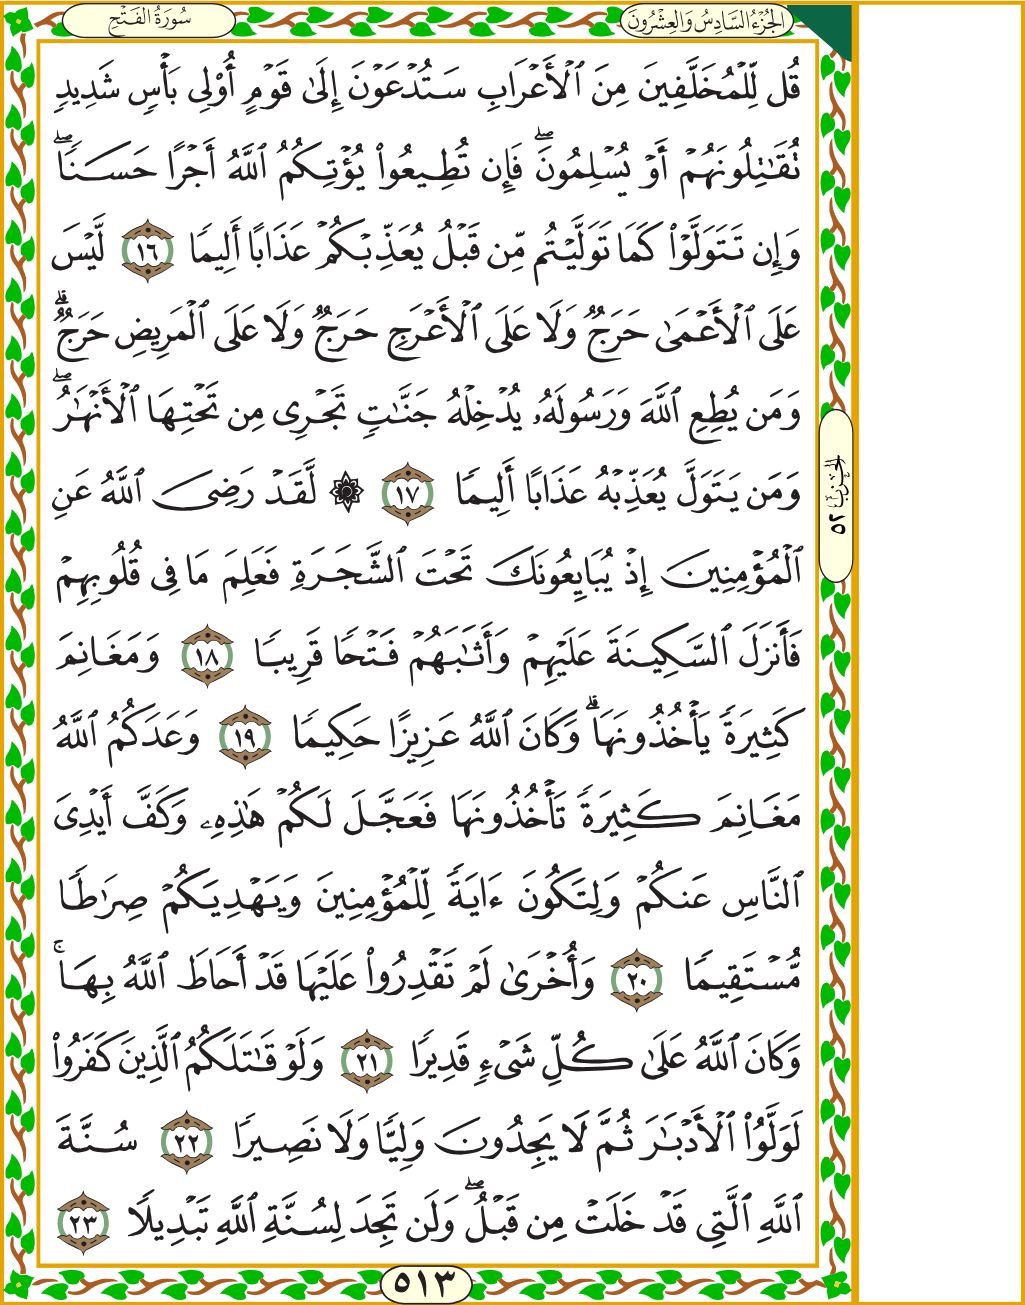 الجُزْءُ السَّادِسُ وَالعِشْرُونَ
سُورَةُ الفَتْحِ
قُل لِّلْمُخَلَّفِينَ مِنَ ٱلْأَعْرَابِ سَتُدْعَوْنَ إِلَىٰ قَوْمٍ أُوْلِى بَأْسٍ شَدِيدٍ
تُقَـٰتِلُونَهُمْ أَوْ يُسْلِمُونَۖ فَإِن تُطِيعُوا۟ يُؤْتِكُمُ ٱللَّهُ أَجْرًا حَسَنًاۖ
وَإِن تَتَوَلَّوْا۟ كَمَا تَوَلَّيْتُم مِّن قَبْلُ يُعَذِّبْكُمْ عَذَابًا أَلِيمًا ١٦ لَّيْسَ
عَلَى ٱلْأَعْمَىٰ حَرَجٌ وَلَا عَلَى ٱلْأَعْرَجِ حَرَجٌ وَلَا عَلَى ٱلْمَرِيضِ حَرَجٌۗ
وَمَن يُطِعِ ٱللَّهَ وَرَسُولَهُۥ يُدْخِلْهُ جَنَّـٰتٍ تَجْرِى مِن تَحْتِهَا ٱلْأَنْهَـٰرُۖ
وَمَن يَتَوَلَّ يُعَذِّبْهُ عَذَابًا أَلِيمًا ١٧ ۞ لَّقَدْ رَضِىَ ٱللَّهُ عَنِ
ٱلْمُؤْمِنِينَ إِذْ يُبَايِعُونَكَ تَحْتَ ٱلشَّجَرَةِ فَعَلِمَ مَا فِى قُلُوبِهِمْ
فَأَنزَلَ ٱلسَّكِينَةَ عَلَيْهِمْ وَأَثَـٰبَهُمْ فَتْحًا قَرِيبًا ١٨ وَمَغَانِمَ
كَثِيرَةً يَأْخُذُونَهَاۗ وَكَانَ ٱللَّهُ عَزِيزًا حَكِيمًا ١٩ وَعَدَكُمُ ٱللَّهُ
مَغَانِمَ كَثِيرَةً تَأْخُذُونَهَا فَعَجَّلَ لَكُمْ هَـٰذِهِۦ وَكَفَّ أَيْدِىَ
ٱلنَّاسِ عَنكُمْ وَلِتَكُونَ ءَايَةً لِّلْمُؤْمِنِينَ وَيَهْدِيَكُمْ صِرَٰطًا
مُّسْتَقِيمًا ٢٠ وَأُخْرَىٰ لَمْ تَقْدِرُوا۟ عَلَيْهَا قَدْ أَحَاطَ ٱللَّهُ بِهَاۚ
وَكَانَ ٱللَّهُ عَلَىٰ كُلِّ شَىْءٍ قَدِيرًا ٢١ وَلَوْ قَـٰتَلَكُمُ ٱلَّذِينَ كَفَرُوا۟
لَوَلَّوُا۟ ٱلْأَدْبَـٰرَ ثُمَّ لَا يَجِدُونَ وَلِيًّا وَلَا نَصِيرًا ٢٢ سُنَّةَ
ٱللَّهِ ٱلَّتِى قَدْ خَلَتْ مِن قَبْلُۖ وَلَن تَجِدَ لِسُنَّةِ ٱللَّهِ تَبْدِيلًا ٢٣
الحِزْبُ ٥٢
٥١٣